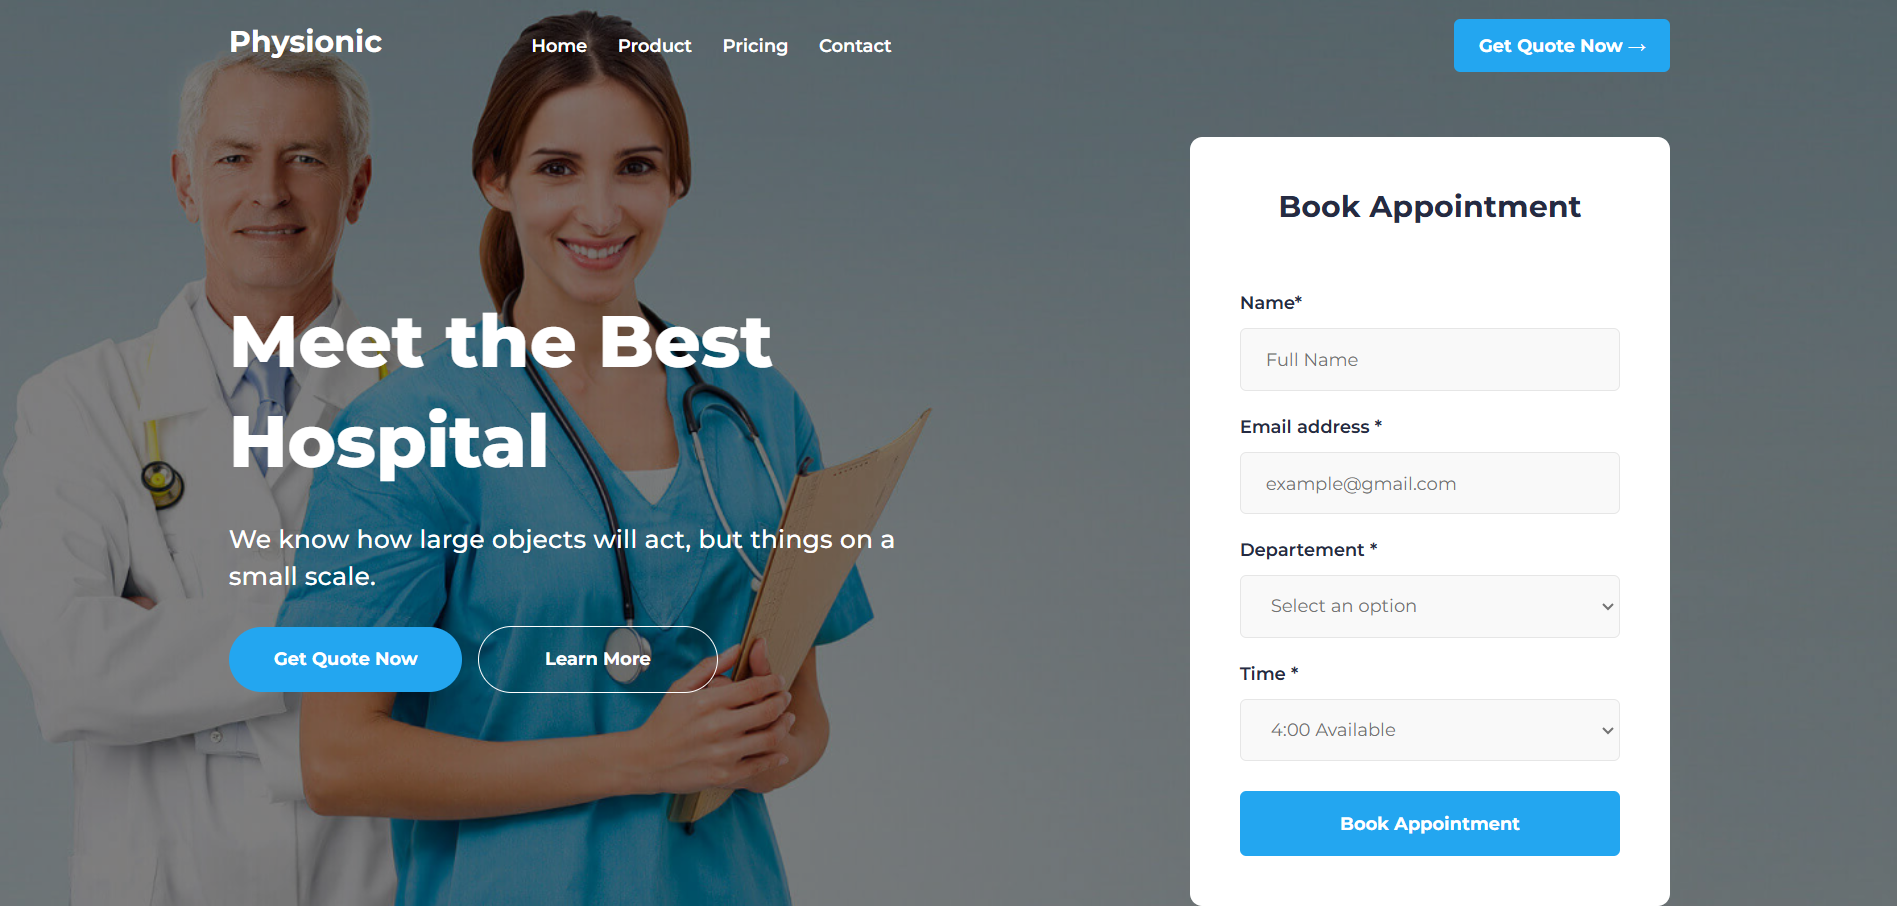 Physionic
Home Product Pricing Contact
Get Quote Now →
Meet the Best
Hospital
We know how large objects will act, but things on a
small scale.
Get Quote Now
Learn More
Book Appointment
Name*
Full Name
Email address *
example@gmail.com
Departement *
Select an option
Time *
4:00 Available
Book Appointment